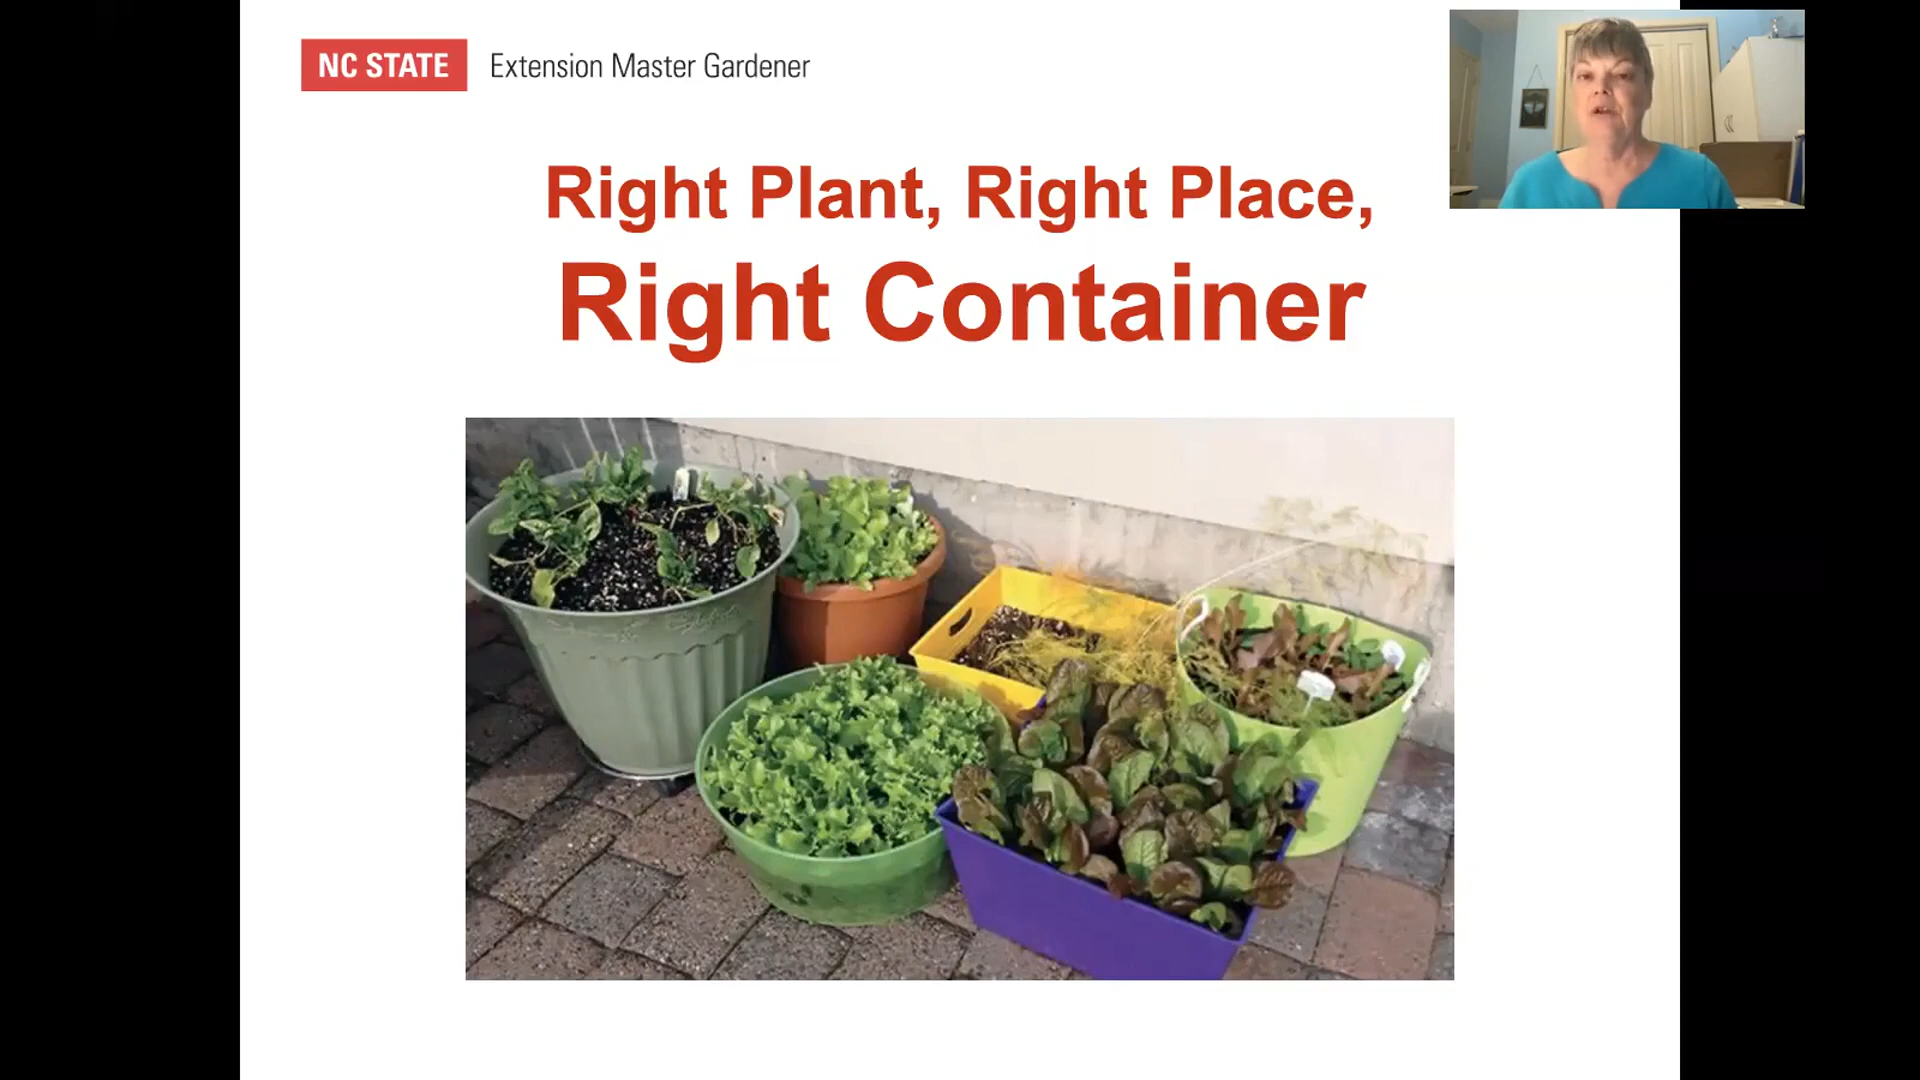 NC STATE Extension Master Gardener
Right Plant, Right Place,
Right Container